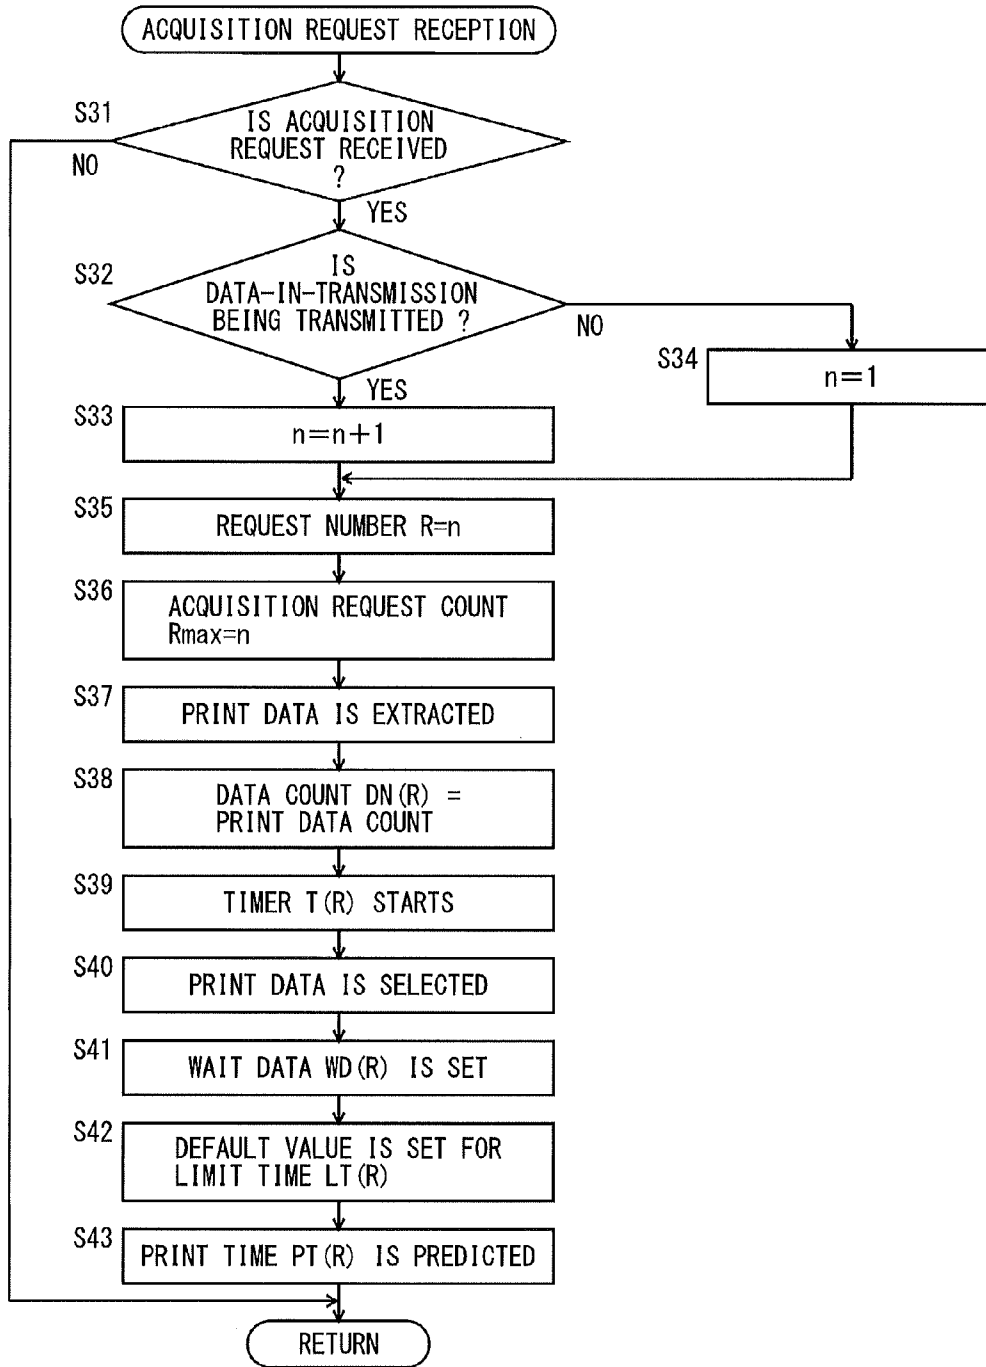 ACQUISITION REQUEST RECEPTION
S31
IS ACQUISITION
REQUEST RECEIVED
?
NO
YES
S32
IS
DATA-IN-TRANSMISSION
BEING TRANSMITTED ?
NO
YES
S34
n=1
S33
n=n+1
S35
REQUEST NUMBER R=n
S36
ACQUISITION REQUEST COUNT
Rmax=n
S37
PRINT DATA IS EXTRACTED
S38
DATA COUNT DN(R) =
PRINT DATA COUNT
S39
TIMER T(R) STARTS
S40
PRINT DATA IS SELECTED
S41
WAIT DATA WD(R) IS SET
S42
DEFAULT VALUE IS SET FOR
LIMIT TIME LT(R)
S43
PRINT TIME PT(R) IS PREDICTED
RETURN